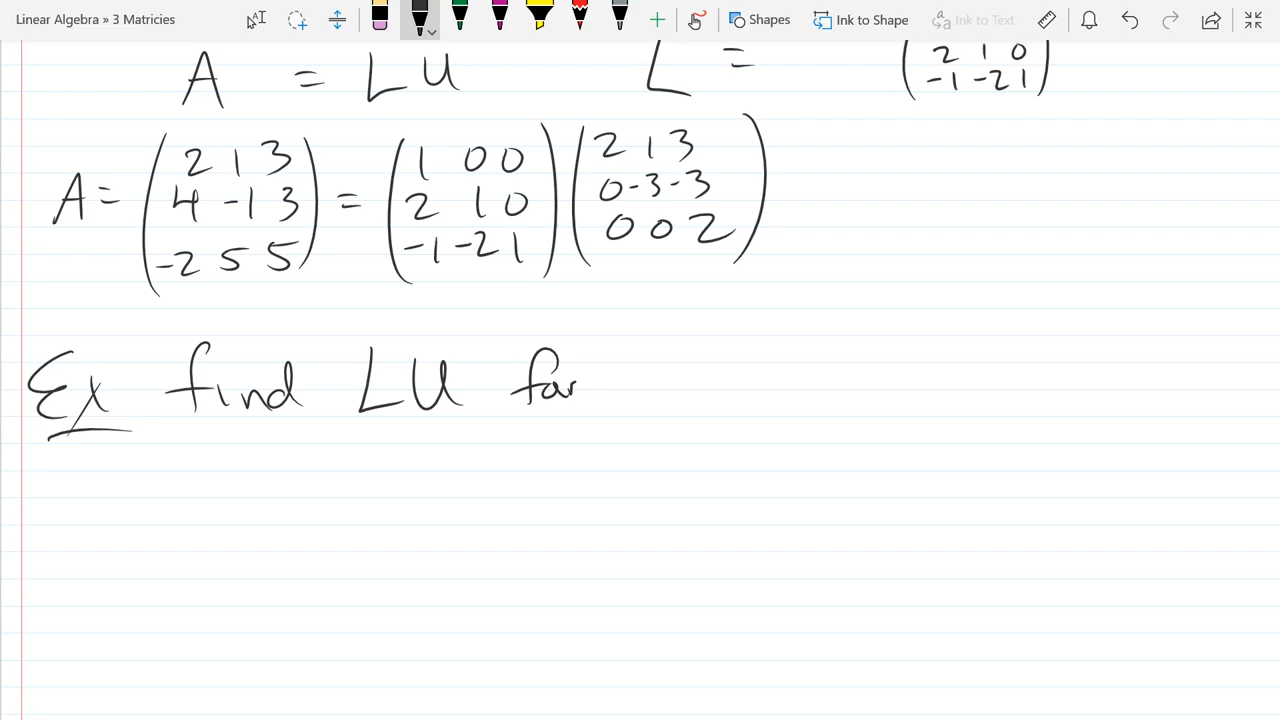 Linear Algebra » 3 Matricies
Shapes
Ink to Shape
Ink to Text
A = LU L = 2 1 0
-1 -2 1
A = ( 2 1 3 ) = ( 1 0 0 ) ( 2 1 3 )
4 -1 3 2 1 0 0 -3 -3
-2 5 5 -1 -2 1 0 0 2
Ex find LU for